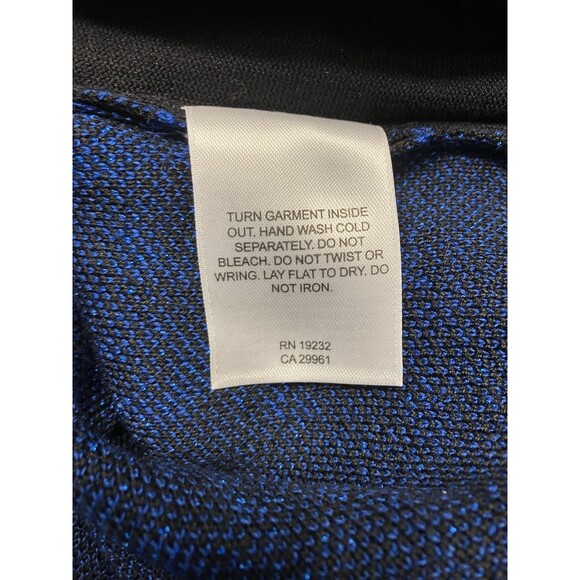 TURN GARMENT INSIDE
OUT. HAND WASH COLD
SEPARATELY. DO NOT
BLEACH. DO NOT TWIST OR
WRING. LAY FLAT TO DRY. DO
NOT IRON.
RN 19232
CA 29961